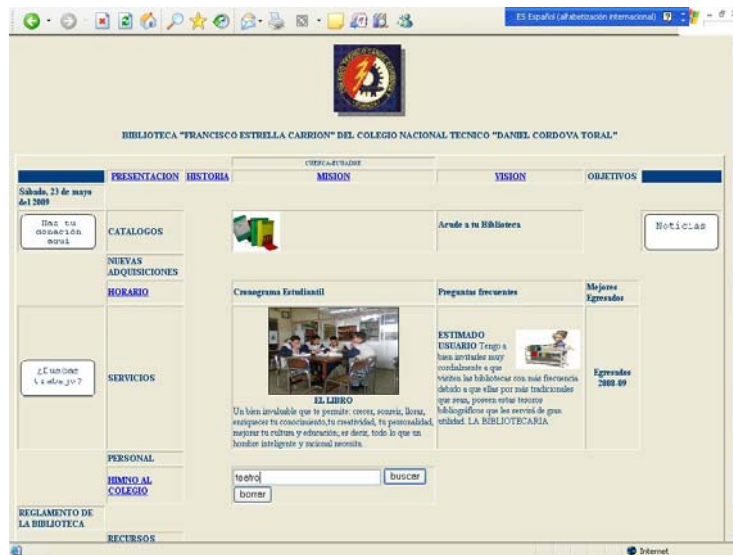 ES Español (alfabetización internacional)
BIBLIOTECA "FRANCISCO ESTRELLA CARRION" DEL COLEGIO NACIONAL TECNICO "DANIEL CORDOVA TORAL"
CUENCA-ECUADOR
PRESENTACION HISTORIA MISION VISION OBJETIVOS
Sábado, 23 de mayo
del 2009
Haz tu
donación
aqui
CATALOGOS
Acude a tu Biblioteca
Noticias
NUEVAS
ADQUISICIONES
HORARIO
Cronograma Estudiantil
Preguntas frecuentes
Mejores
Egresados
SERVICIOS
EL LIBRO
Un bien invaluable que te permite: crecer, sonreir, llorar,
enriquecer tu conocimiento,tu creatividad, tu personalidad,
mejorar tu cultura y educación; es decir, todo lo que un
hombre inteligente y racional necesita.
ESTIMADO
USUARIO Tengo a
bien invitarles muy
cordialmente a que
visiten las bibliotecas con más frecuencia
debido a que ellas por más tradicionales
que sean, poseen estas tesoros
bibliográficos que les servirá de gran
utilidad. LA BIBLIOTECARIA
Egresados
2008-09
PERSONAL
HIMNO AL
COLEGIO
teatro
buscar
borrar
REGLAMENTO DE
LA BIBLIOTECA
RECURSOS
Internet